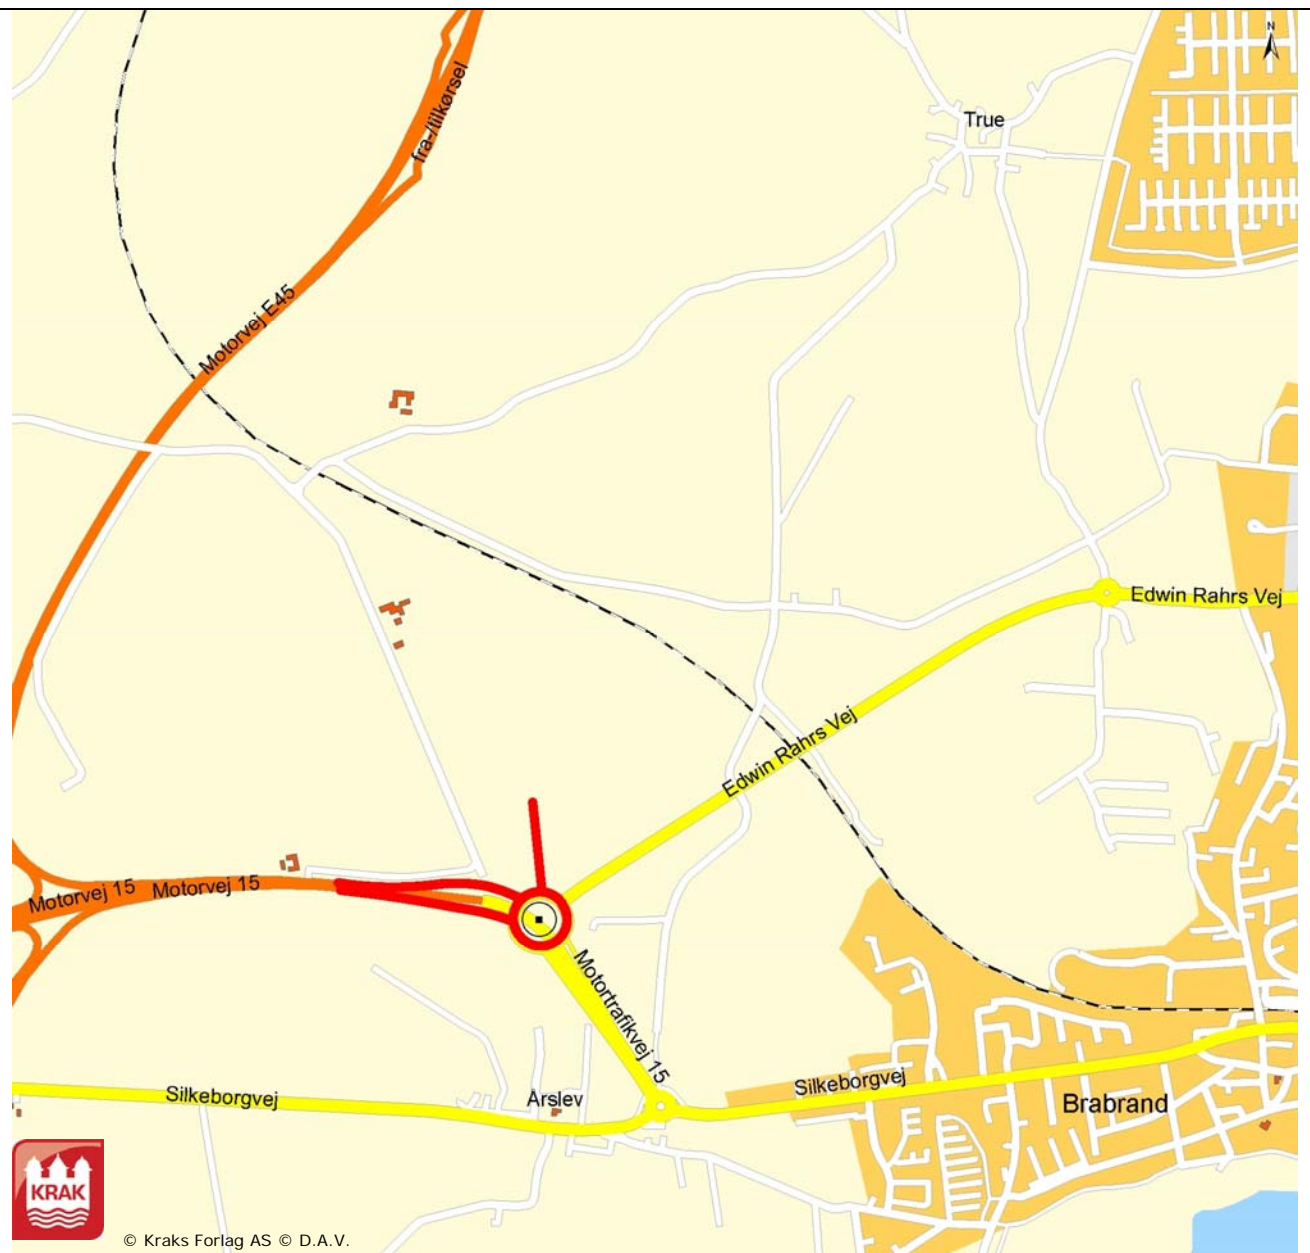 N
True
fra-/tilkørsel
Motorvej E45
Edwin Rahrs Vej
Edwin Rahrs Vej
Motorvej 15
Motorvej 15
Motortrafikvej 15
Silkeborgvej
Årslev
Silkeborgvej
Brabrand
KRAK
© Kraks Forlag AS © D.A.V.